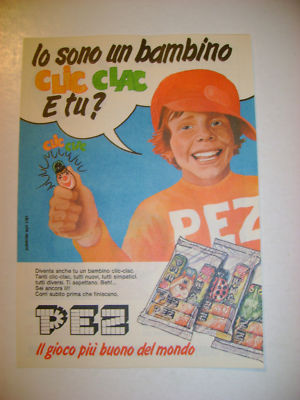 Io sono un bambino
CLIC CLAC
E tu?
CLIC CLAC
PEZ
Diventa anche tu un bambino clic-clac.
Tanti clic-clac, tutti nuovi, tutti simpatici,
tutti diversi. Ti aspettano. Beh!...
Sei ancora lì!
Corri subito prima che finiscano.
PEZ
Il gioco più buono del mondo